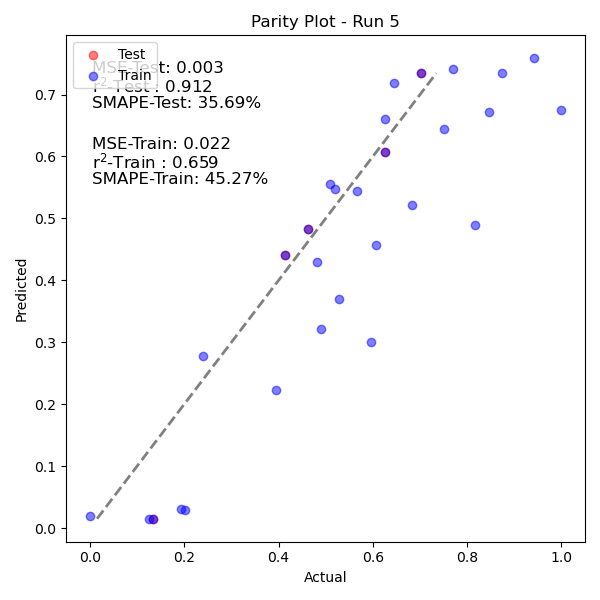 Parity Plot - Run 5
Test
Train
MSE-Test: 0.003
r²-Test : 0.912
SMAPE-Test: 35.69%
MSE-Train: 0.022
r²-Train : 0.659
SMAPE-Train: 45.27%
Predicted
0.7
0.6
0.5
0.4
0.3
0.2
0.1
0.0
0.0 0.2 0.4 0.6 0.8 1.0
Actual